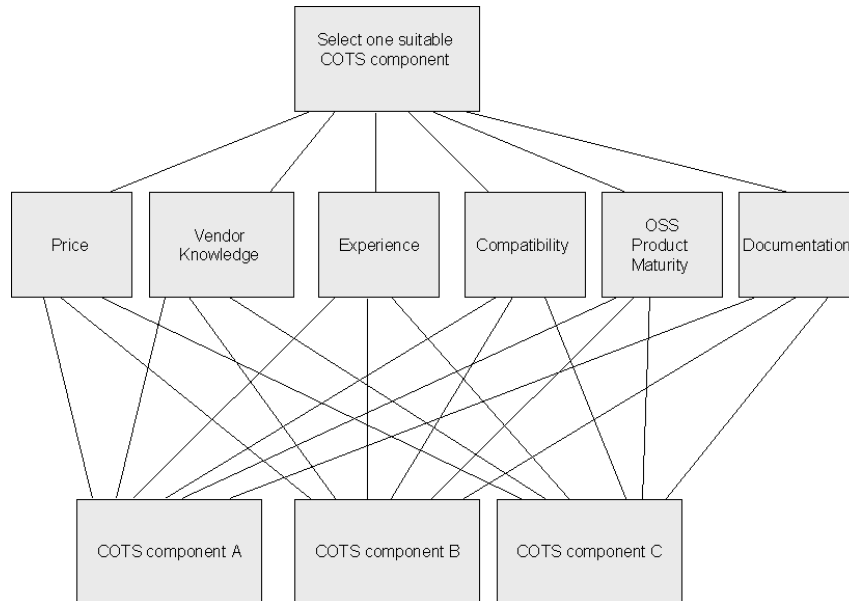 Select one suitable
COTS component
Price
Vendor
Knowledge
Experience
Compatibility
OSS
Product
Maturity
Documentation
COTS component A
COTS component B
COTS component C